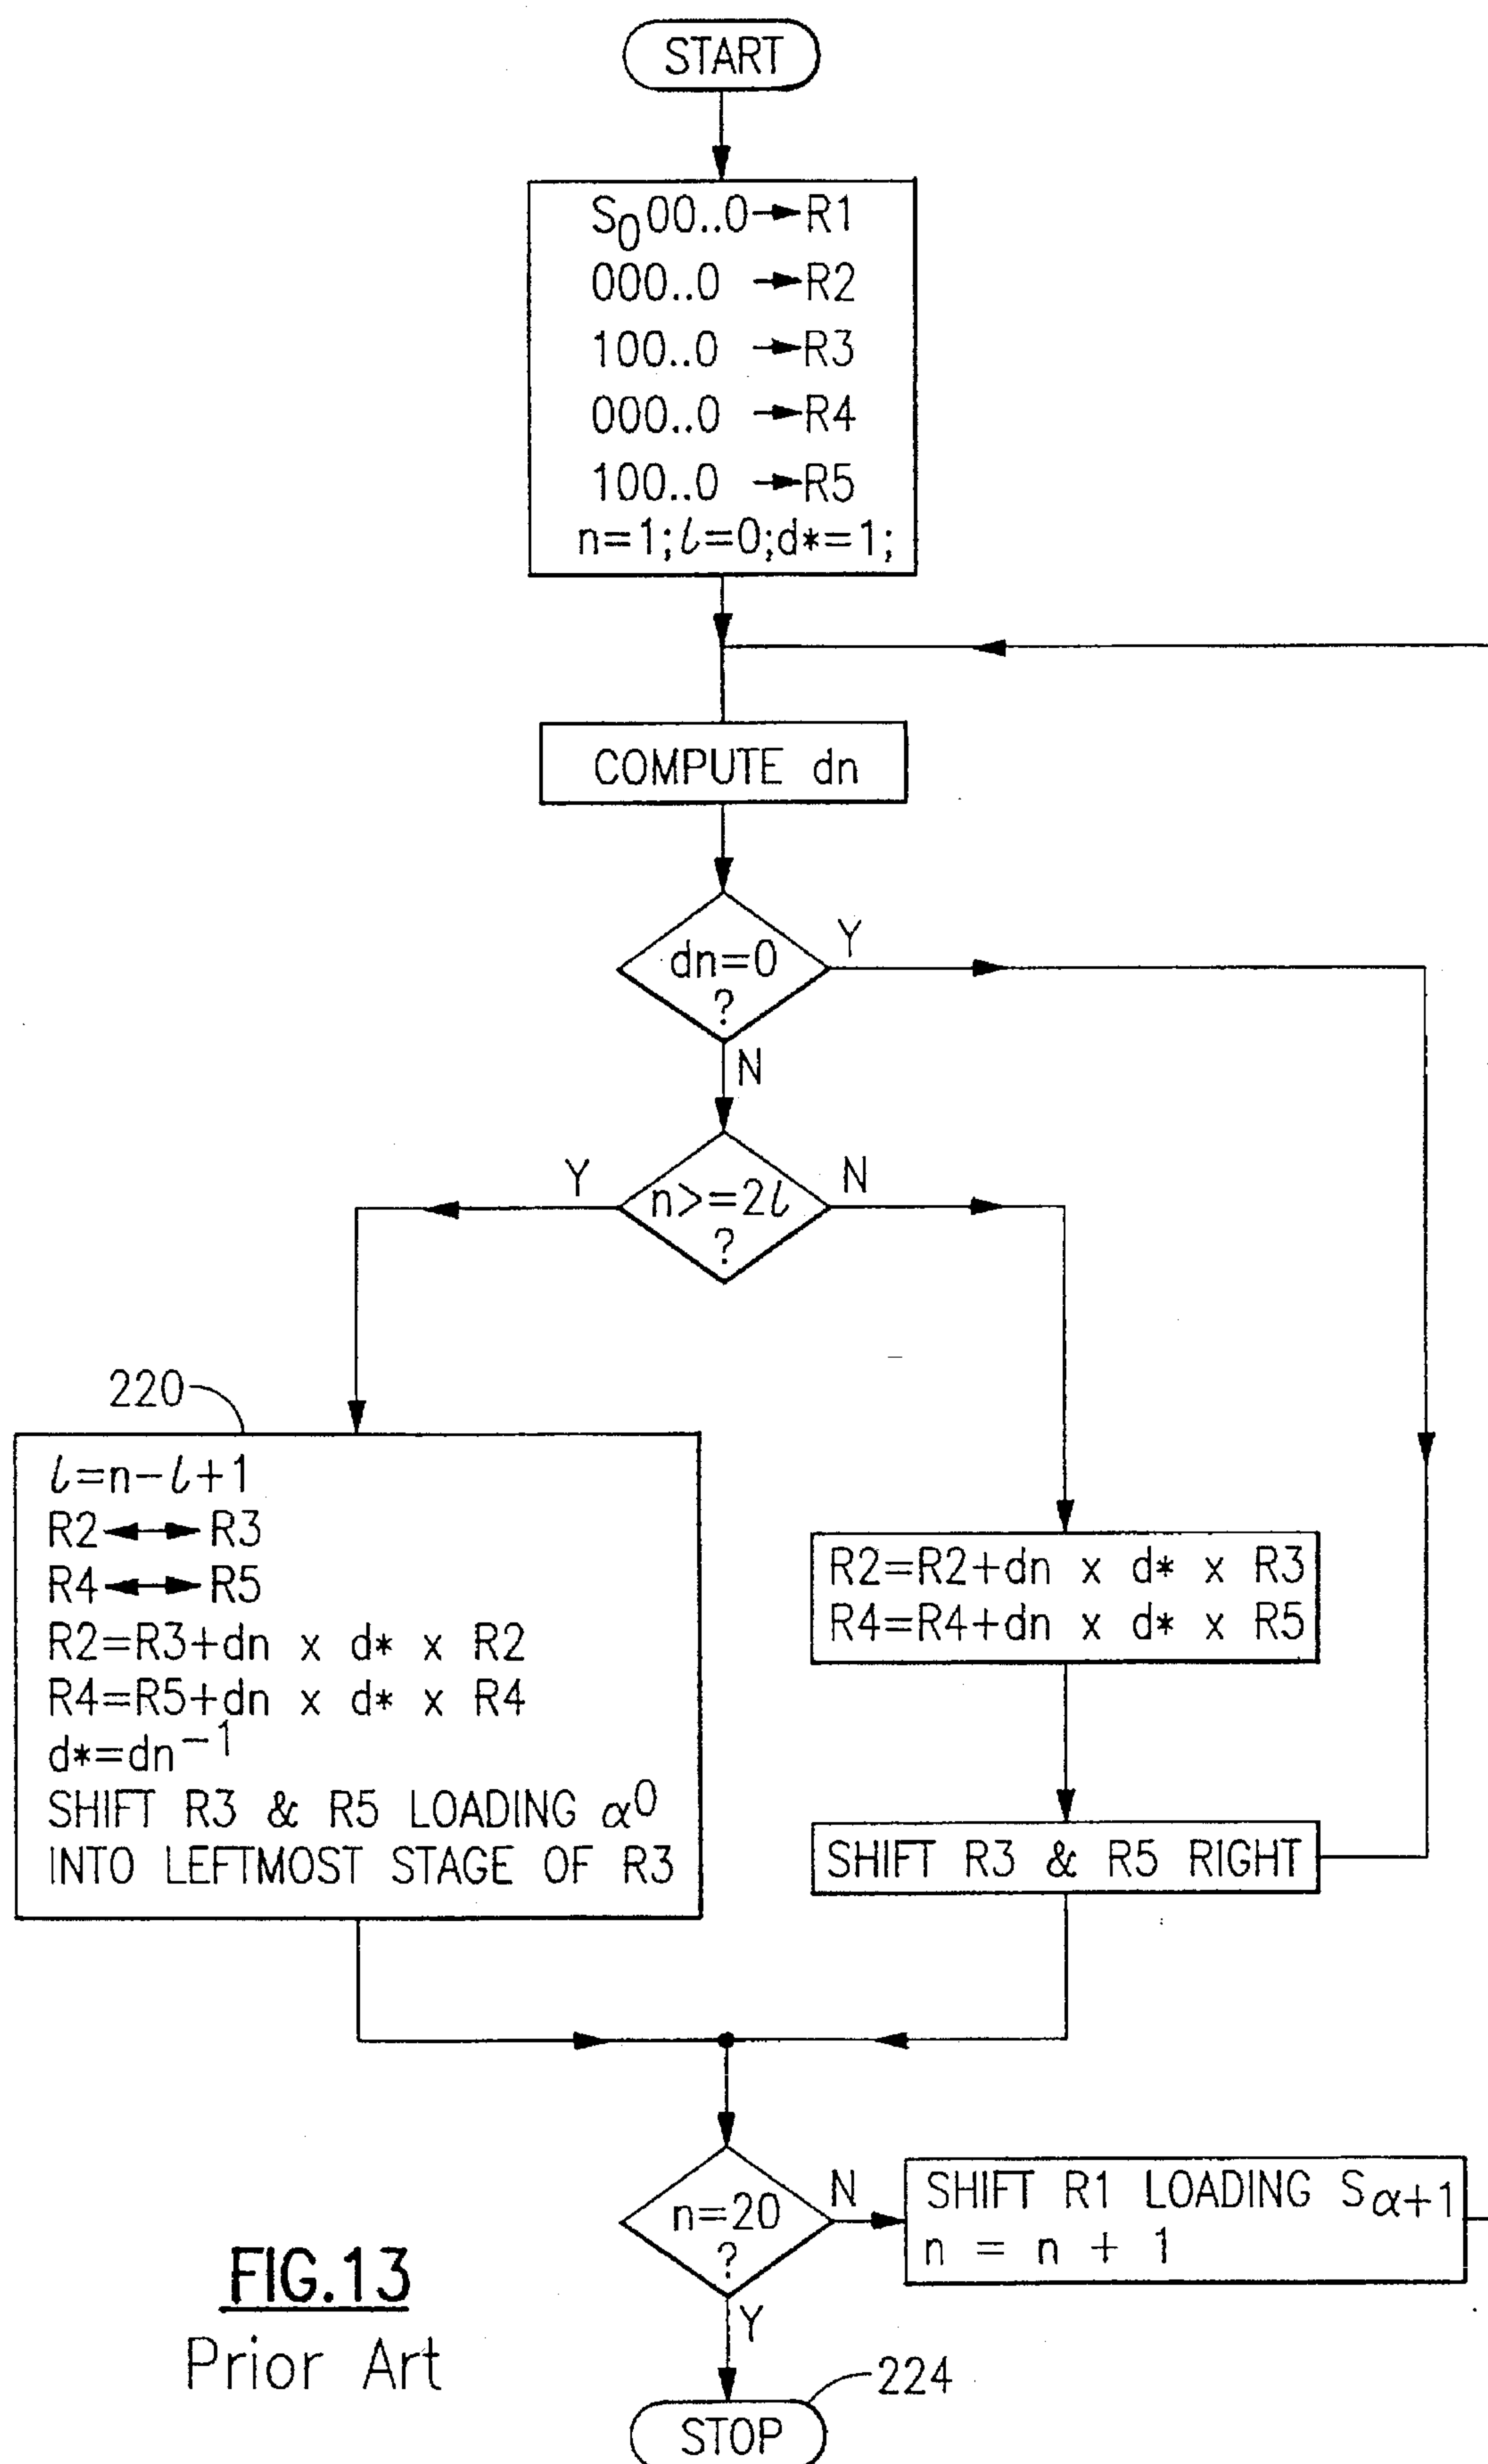 START
S₀00..0→R1
000..0 →R2
100..0 →R3
000..0 →R4
100..0 →R5
n=1;l=0;d*=1;
COMPUTE dn
dn=0
?
Y
N
n>=2l
?
Y
N
220
l=n-l+1
R2↔R3
R4↔R5
R2=R3+dn x d* x R2
R4=R5+dn x d* x R4
d*=dn⁻¹
SHIFT R3 & R5 LOADING α⁰
INTO LEFTMOST STAGE OF R3
R2=R2+dn x d* x R3
R4=R4+dn x d* x R5
SHIFT R3 & R5 RIGHT
n=20
?
N
Y
SHIFT R1 LOADING Sα+1
n = n + 1
STOP
224
FIG.13
Prior Art